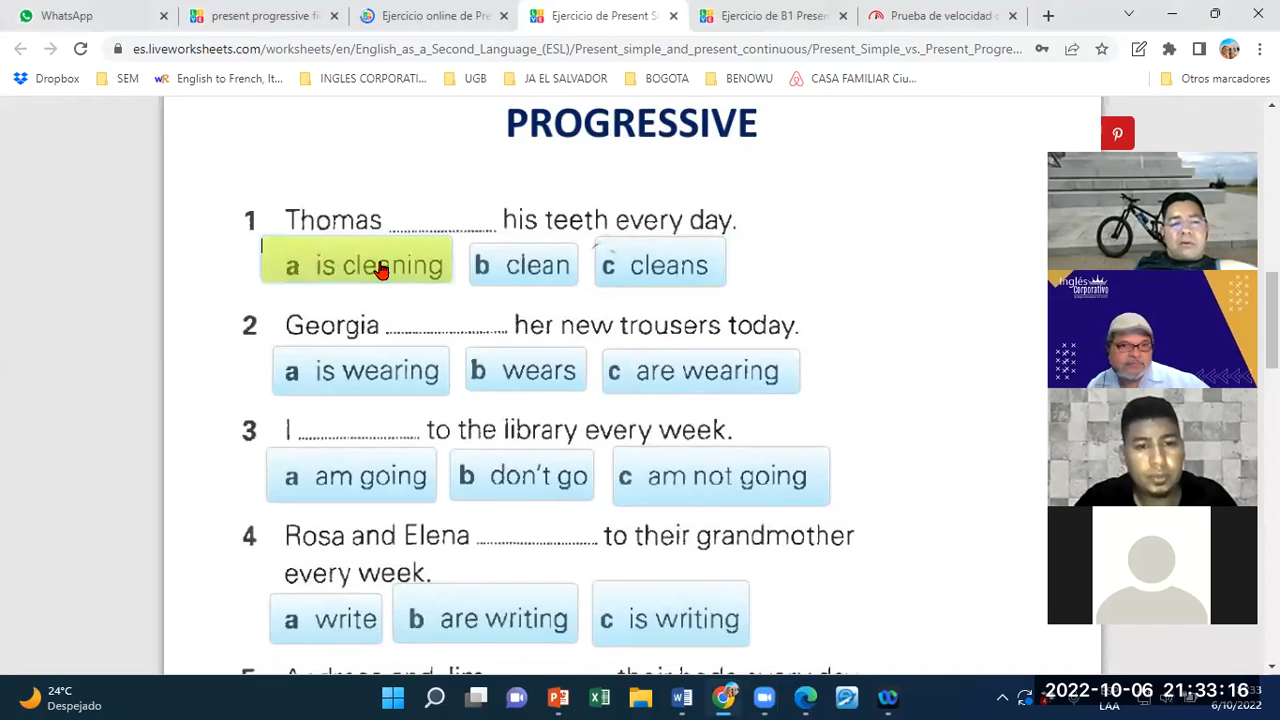 WhatsApp
present progressive fi
Ejercicio online de Pre
Ejercicio de Present S
Ejercicio de B1 Presen
Prueba de velocidad
es.liveworksheets.com/worksheets/en/English_as_a_Second_Language_(ESL)/Present_simple_and_present_continuous/Present_Simple_vs._Present_Progre...
Dropbox
SEM
English to French, It...
INGLES CORPORATI...
UGB
JA EL SALVADOR
BOGOTA
BENOWU
CASA FAMILIAR Ciu...
Otros marcadores
PROGRESSIVE
1 Thomas .............. his teeth every day.
a is cleaning b clean c cleans
2 Georgia .............. her new trousers today.
a is wearing b wears c are wearing
3 I .............. to the library every week.
a am going b don't go c am not going
4 Rosa and Elena .............. to their grandmother
every week.
a write b are writing c is writing
Inglés
Corporativo
24°C
Despejado
LAA
2022-10-06 21:33:16
6/10/2022